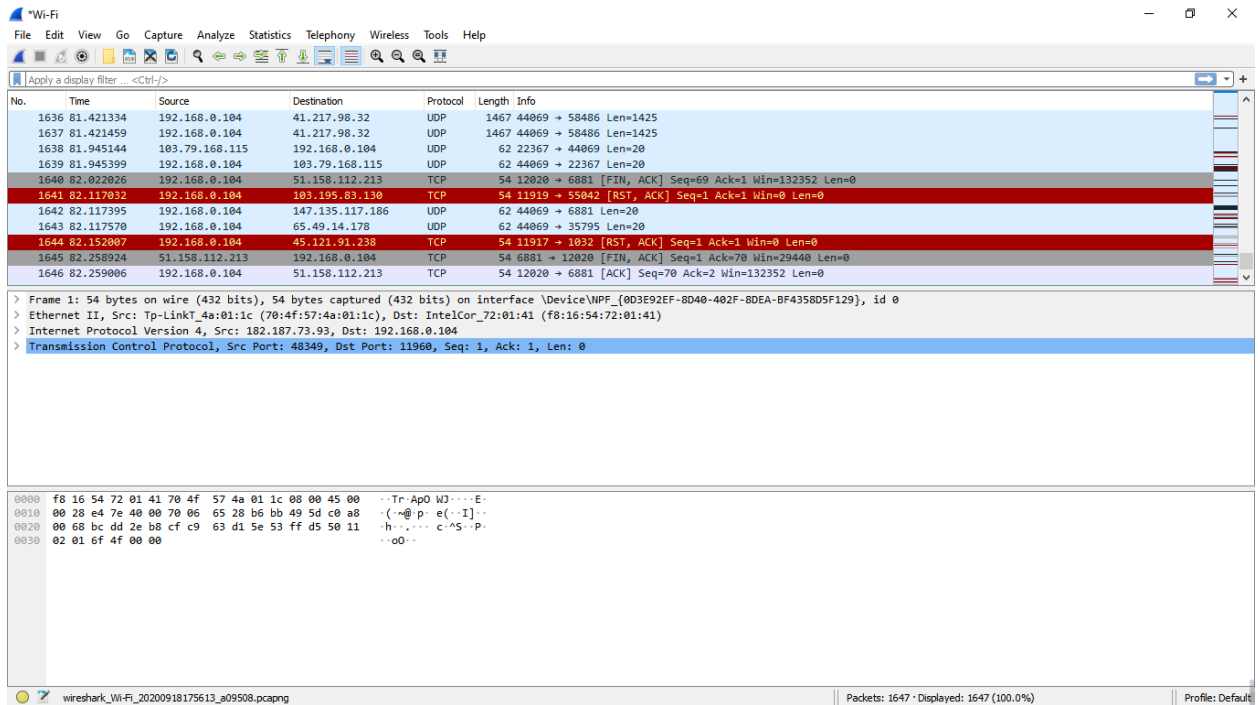 *Wi-Fi
File Edit View Go Capture Analyze Statistics Telephony Wireless Tools Help
Apply a display filter ... <Ctrl-/>
No. Time Source Destination Protocol Length Info
1636 81.421334 192.168.0.104 41.217.98.32 UDP 1467 44069 → 58486 Len=1425
1637 81.421459 192.168.0.104 41.217.98.32 UDP 1467 44069 → 58486 Len=1425
1638 81.945144 103.79.168.115 192.168.0.104 UDP 62 22367 → 44069 Len=20
1639 81.945399 192.168.0.104 103.79.168.115 UDP 62 44069 → 22367 Len=20
1640 82.022026 192.168.0.104 51.158.112.213 TCP 54 12020 → 6881 [FIN, ACK] Seq=69 Ack=1 Win=132352 Len=0
1641 82.117032 192.168.0.104 103.195.83.130 TCP 54 11919 → 55042 [RST, ACK] Seq=1 Ack=1 Win=0 Len=0
1642 82.117395 192.168.0.104 147.135.117.186 UDP 62 44069 → 6881 Len=20
1643 82.117570 192.168.0.104 65.49.14.178 UDP 62 44069 → 35795 Len=20
1644 82.152007 192.168.0.104 45.121.91.238 TCP 54 11917 → 1032 [RST, ACK] Seq=1 Ack=1 Win=0 Len=0
1645 82.258924 51.158.112.213 192.168.0.104 TCP 54 6881 → 12020 [FIN, ACK] Seq=1 Ack=70 Win=29440 Len=0
1646 82.259006 192.168.0.104 51.158.112.213 TCP 54 12020 → 6881 [ACK] Seq=70 Ack=2 Win=132352 Len=0
> Frame 1: 54 bytes on wire (432 bits), 54 bytes captured (432 bits) on interface \Device\NPF_{0D3E92EF-8D40-402F-8DEA-BF4358D5F129}, id 0
> Ethernet II, Src: Tp-LinkT_4a:01:1c (70:4f:57:4a:01:1c), Dst: IntelCor_72:01:41 (f8:16:54:72:01:41)
> Internet Protocol Version 4, Src: 182.187.73.93, Dst: 192.168.0.104
> Transmission Control Protocol, Src Port: 48349, Dst Port: 11960, Seq: 1, Ack: 1, Len: 0
0000 f8 16 54 72 01 41 70 4f 57 4a 01 1c 08 00 45 00 ··Tr·ApO WJ····E·
0010 00 28 e4 7e 40 00 70 06 65 28 b6 bb 49 5d c0 a8 ·(·~@·p· e(··I]··
0020 00 68 bc dd 2e b8 cf c9 63 d1 5e 53 ff d5 50 11 ·h··.··· c·^S··P·
0030 02 01 6f 4f 00 00 ··oO··
wireshark_Wi-Fi_20200918175613_a09508.pcapng Packets: 1647 · Displayed: 1647 (100.0%) Profile: Default